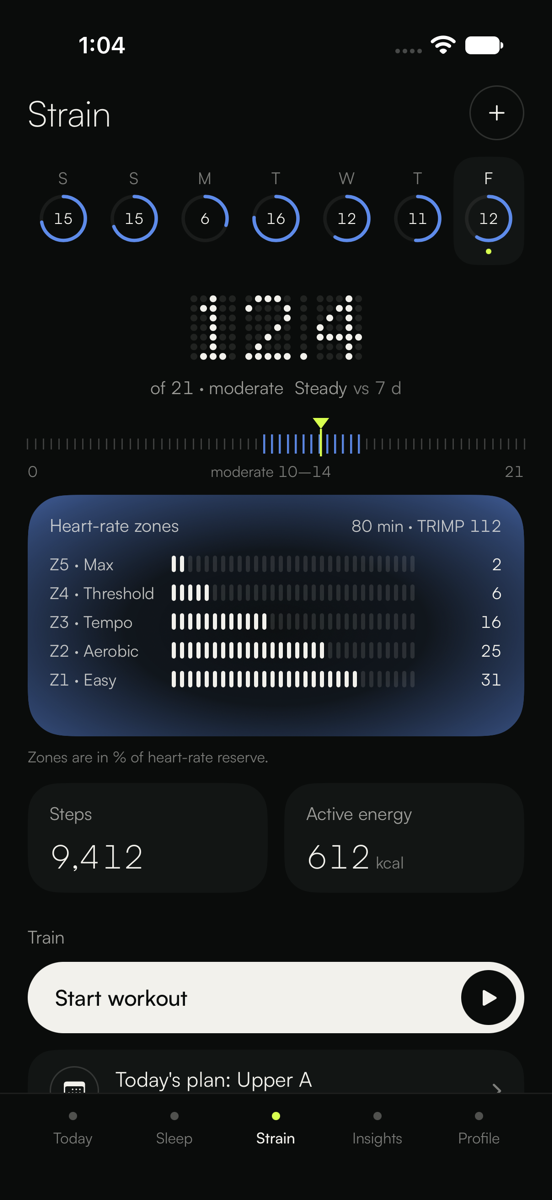 1:04
Strain
S S M T W T F
15 15 6 16 12 11 12
12.4
of 21 · moderate Steady vs 7 d
0 moderate 10–14 21
Heart-rate zones 80 min · TRIMP 112
Z5 · Max 2
Z4 · Threshold 6
Z3 · Tempo 16
Z2 · Aerobic 25
Z1 · Easy 31
Zones are in % of heart-rate reserve.
Steps Active energy
9,412 612 kcal
Train
Start workout
Today's plan: Upper A
Today Sleep Strain Insights Profile